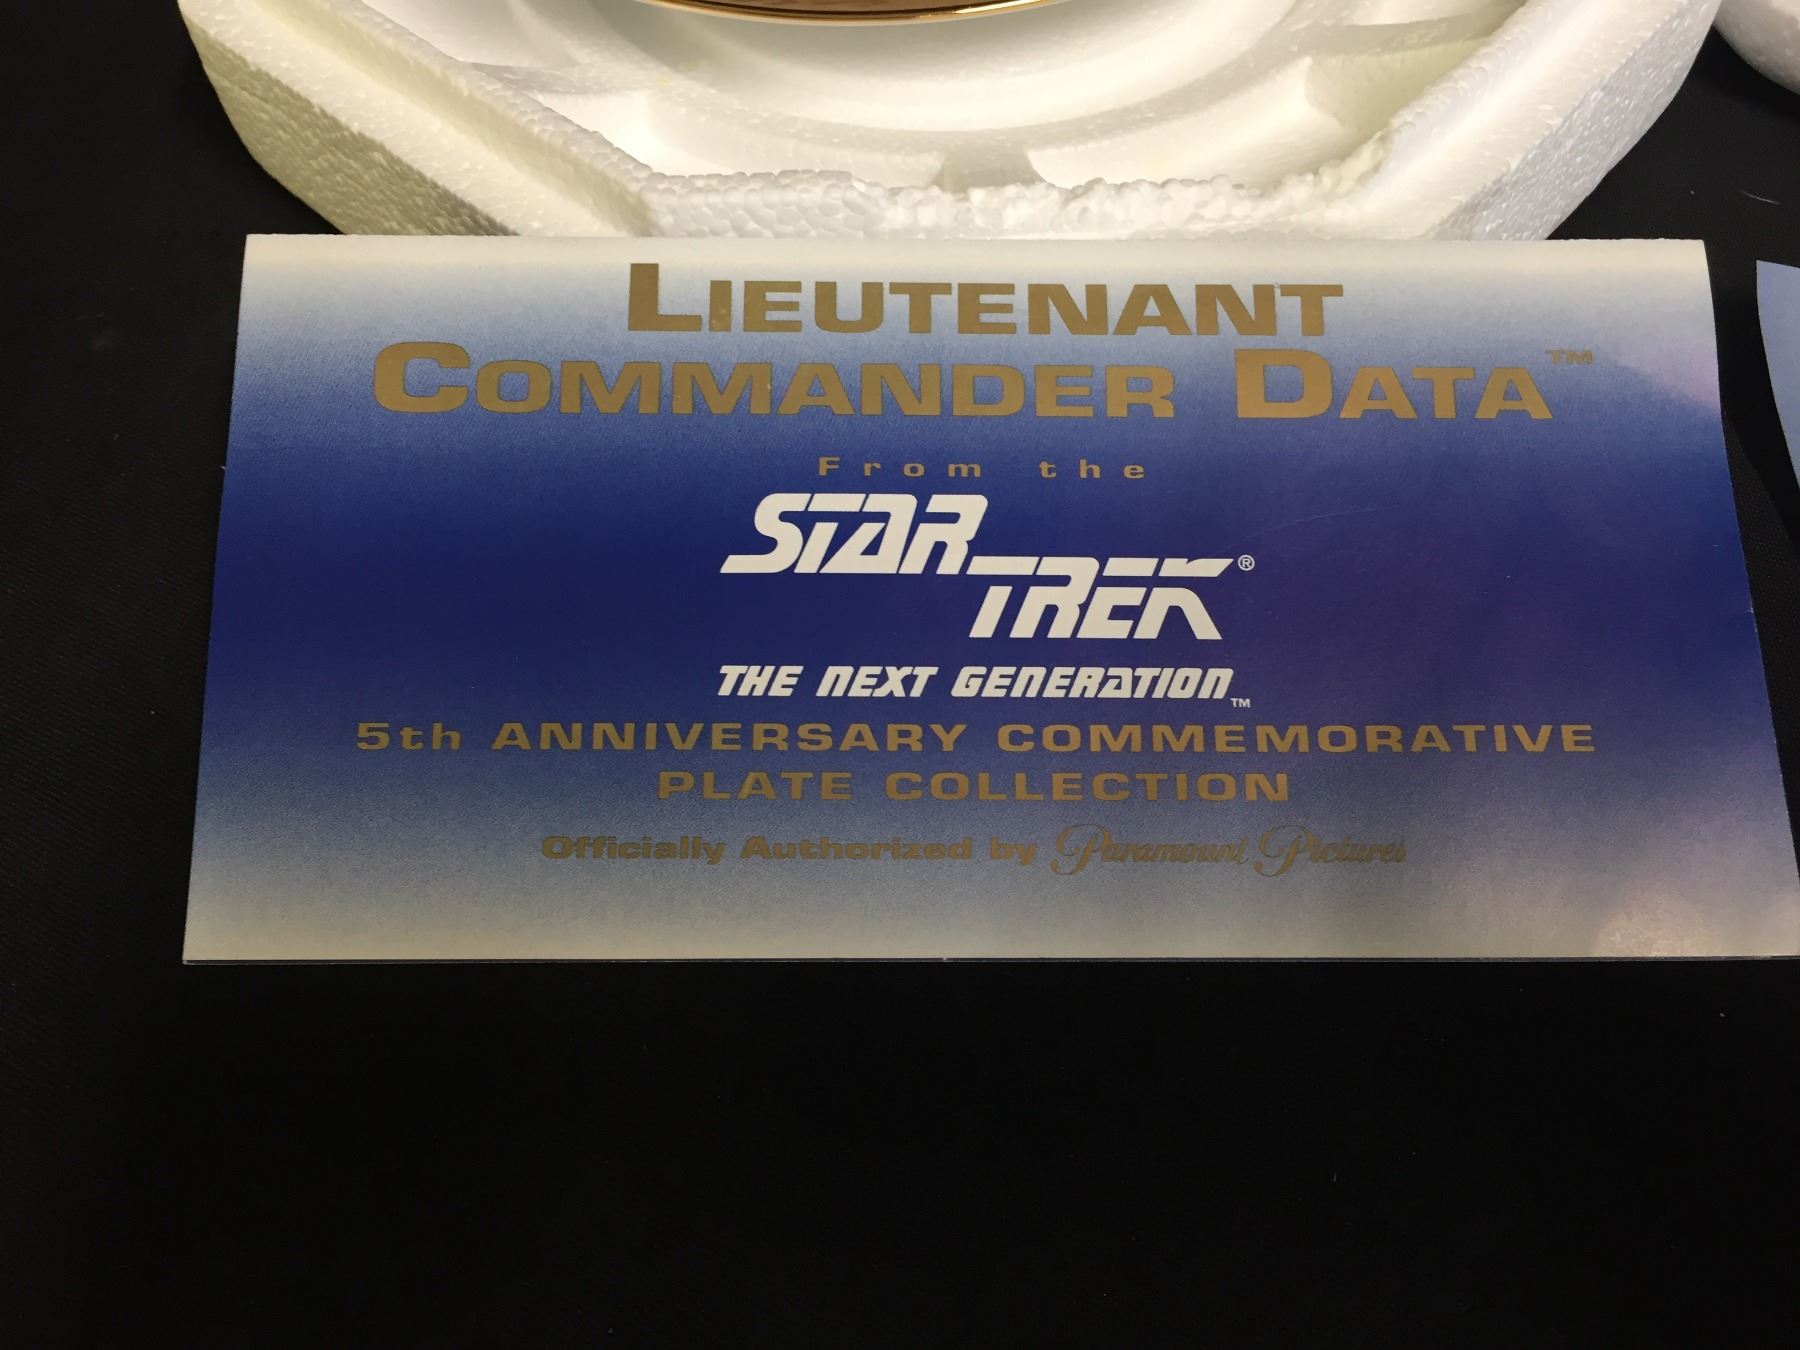 LIEUTENANT
COMMANDER DATA™
From the
STAR
TREK®
THE NEXT GENERATION™
5th ANNIVERSARY COMMEMORATIVE
PLATE COLLECTION
Officially Authorized by Paramount Pictures